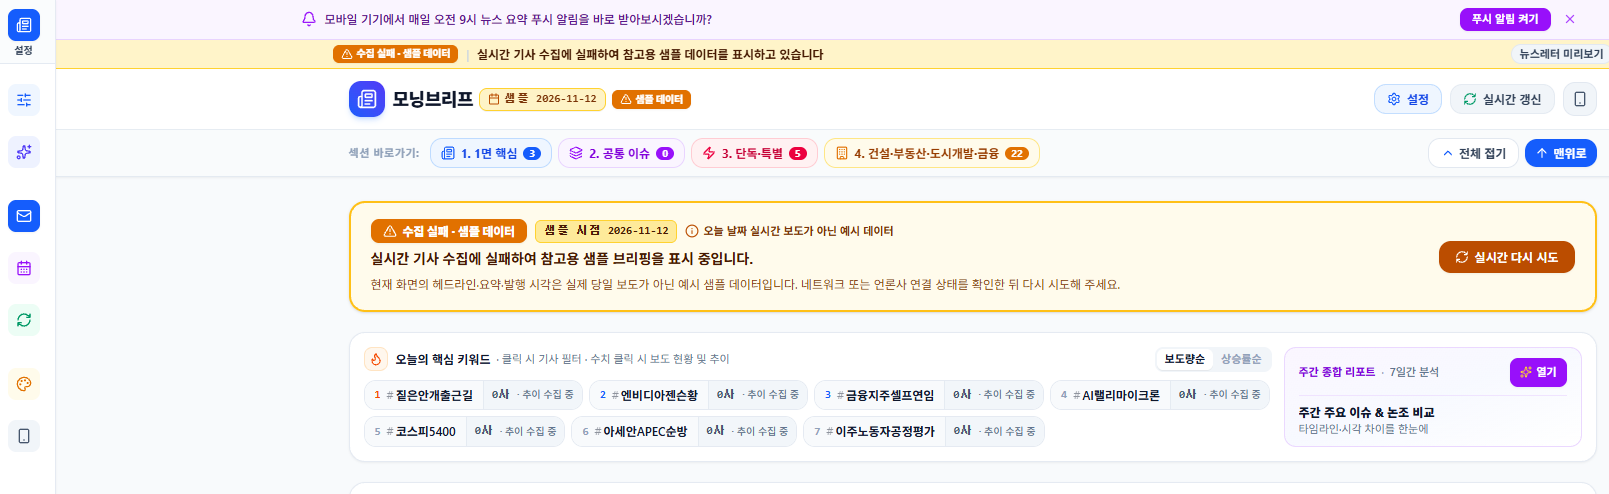 모바일 기기에서 매일 오전 9시 뉴스 요약 푸시 알림을 바로 받아보시겠습니까?
푸시 알림 켜기
설정
수집 실패 - 샘플 데이터 | 실시간 기사 수집에 실패하여 참고용 샘플 데이터를 표시하고 있습니다
뉴스레터 미리보기
모닝브리프 샘플 2026-11-12 샘플 데이터
설정 실시간 갱신
섹션 바로가기: 1. 1면 핵심 3 2. 공통 이슈 0 3. 단독·특별 5 4. 건설·부동산·도시개발·금융 22
전체 접기 맨위로
수집 실패 - 샘플 데이터 샘플 시점 2026-11-12 오늘 날짜 실시간 보도가 아닌 예시 데이터
실시간 기사 수집에 실패하여 참고용 샘플 브리핑을 표시 중입니다.
현재 화면의 헤드라인·요약·발행 시각은 실제 당일 보도가 아닌 예시 샘플 데이터입니다. 네트워크 또는 언론사 연결 상태를 확인한 뒤 다시 시도해 주세요.
실시간 다시 시도
오늘의 핵심 키워드 · 클릭 시 기사 필터 · 수치 클릭 시 보도 현황 및 추이
보도량순 상승률순
1 #짙은안개출근길 0사 · 추이 수집 중 2 #엔비디아젠슨황 0사 · 추이 수집 중 3 #금융지주셀프연임 0사 · 추이 수집 중 4 #AI랠리마이크론 0사 · 추이 수집 중
5 #코스피5400 0사 · 추이 수집 중 6 #아세안APEC순방 0사 · 추이 수집 중 7 #이주노동자공정평가 0사 · 추이 수집 중
주간 종합 리포트 · 7일간 분석
열기
주간 주요 이슈 & 논조 비교
타임라인·시각 차이를 한눈에